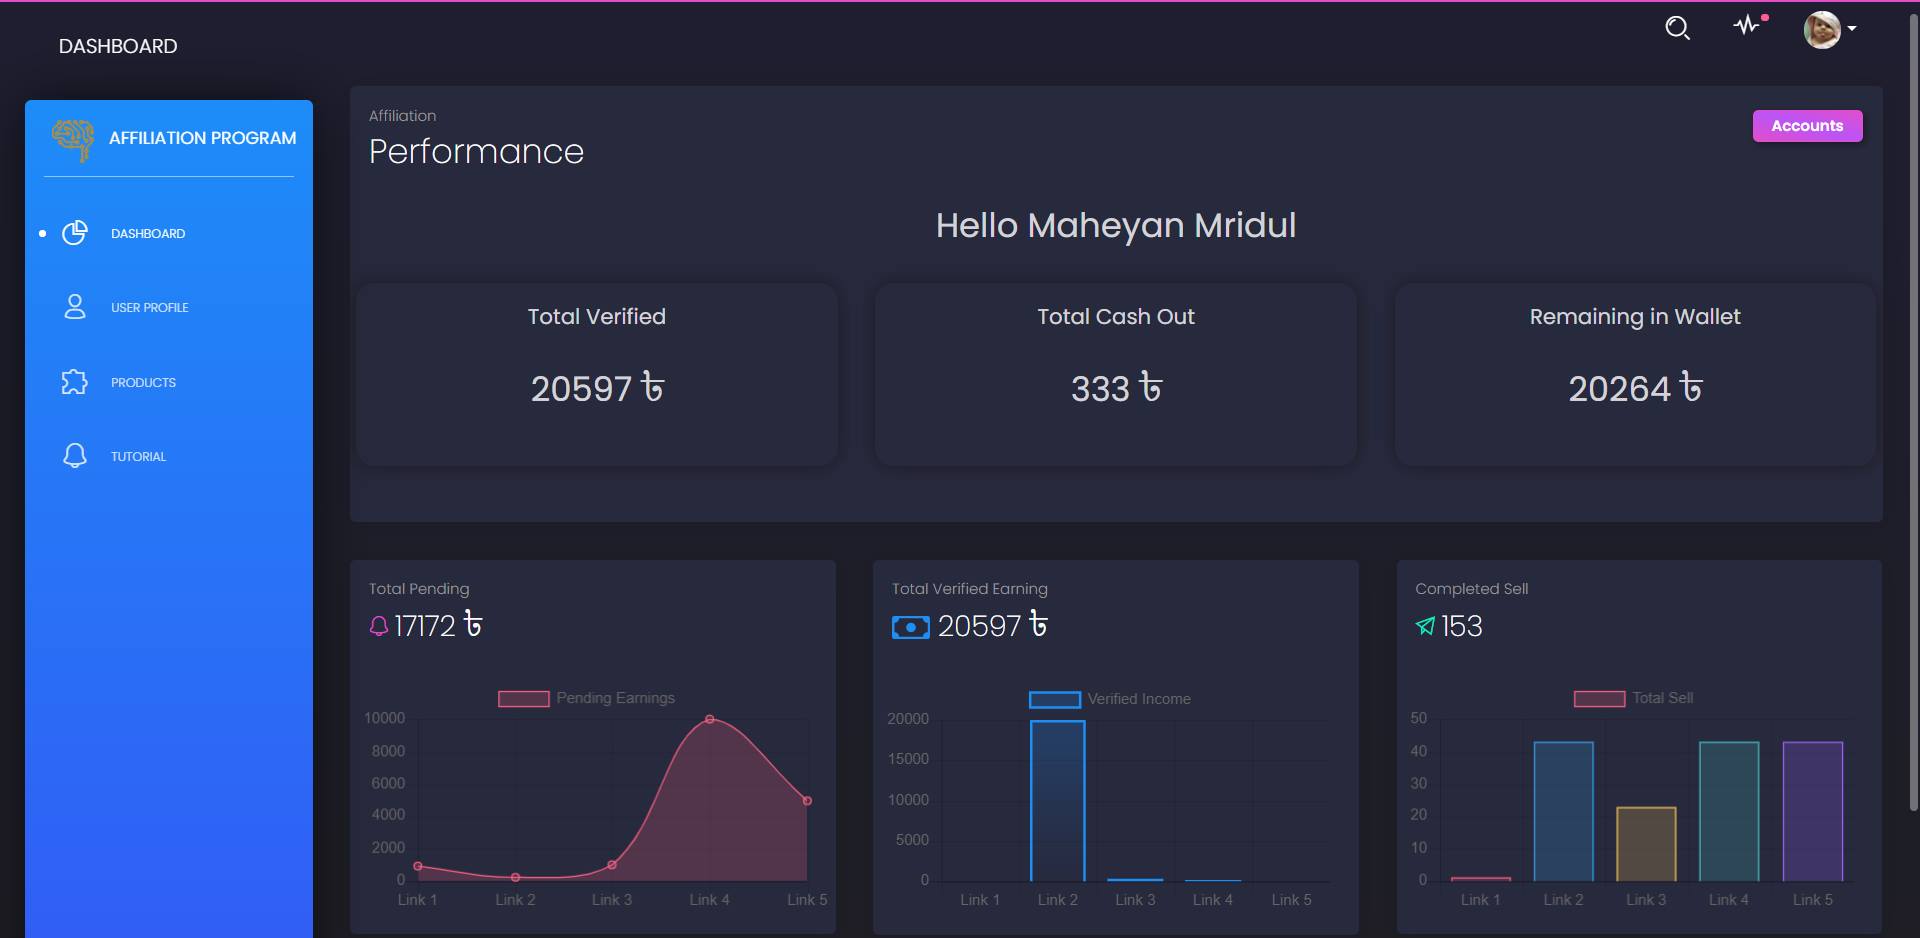 DASHBOARD
AFFILIATION PROGRAM
DASHBOARD
USER PROFILE
PRODUCTS
TUTORIAL
Affiliation
Performance
Accounts
Hello Maheyan Mridul
Total Verified
20597 ৳
Total Cash Out
333 ৳
Remaining in Wallet
20264 ৳
Total Pending
17172 ৳
Pending Earnings
10000
8000
6000
4000
2000
0
Link 1 Link 2 Link 3 Link 4 Link 5
Total Verified Earning
20597 ৳
Verified Income
20000
15000
10000
5000
0
Link 1 Link 2 Link 3 Link 4 Link 5
Completed Sell
153
Total Sell
50
40
30
20
10
0
Link 1 Link 2 Link 3 Link 4 Link 5